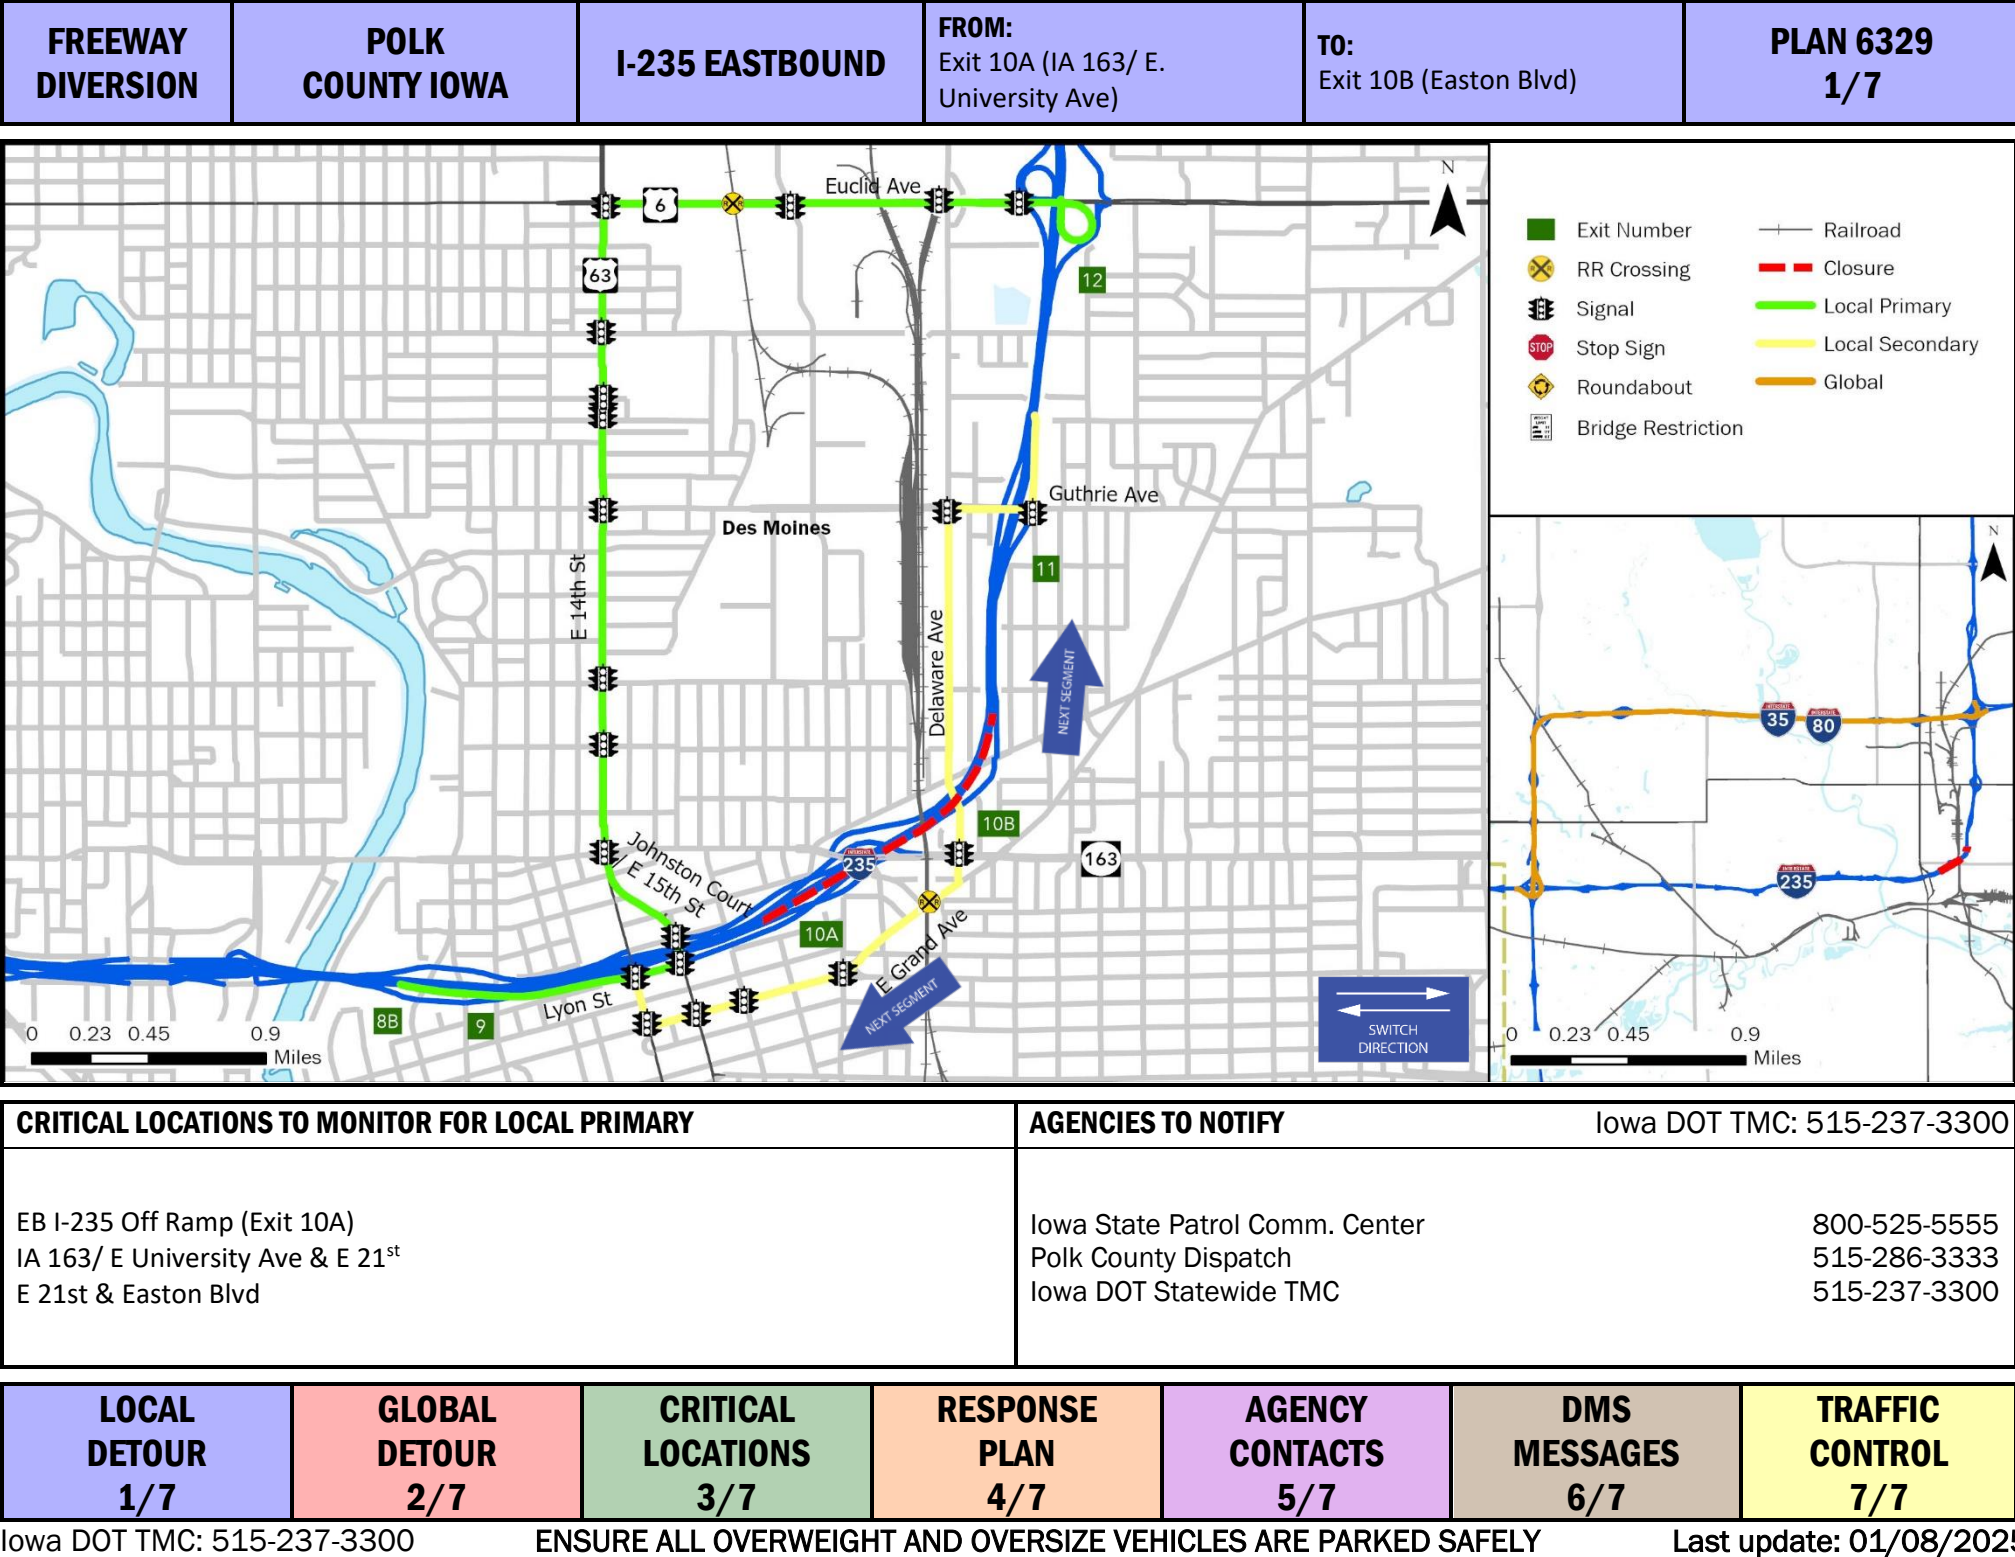 FREEWAY
DIVERSION
POLK
COUNTY IOWA
I-235 EASTBOUND
FROM:
Exit 10A (IA 163/ E.
University Ave)
TO:
Exit 10B (Easton Blvd)
PLAN 6329
1/7
Euclid Ave
6
63
12
N
Guthrie Ave
Des Moines
11
E 14th St
Delaware Ave
NEXT SEGMENT
10B
163
Johnston Court
/ E 15th St
235
10A
E Grand Ave
NEXT SEGMENT
Lyon St
8B
9
0 0.23 0.45 0.9
Miles
SWITCH
DIRECTION
Exit Number
RR Crossing
Signal
STOP
Stop Sign
Roundabout
Bridge Restriction
Railroad
Closure
Local Primary
Local Secondary
Global
N
INTERSTATE
35
INTERSTATE
80
INTERSTATE
235
0 0.23 0.45 0.9
Miles
CRITICAL LOCATIONS TO MONITOR FOR LOCAL PRIMARY
EB I-235 Off Ramp (Exit 10A)
IA 163/ E University Ave & E 21st
E 21st & Easton Blvd
AGENCIES TO NOTIFY Iowa DOT TMC: 515-237-3300
Iowa State Patrol Comm. Center 800-525-5555
Polk County Dispatch 515-286-3333
Iowa DOT Statewide TMC 515-237-3300
LOCAL
DETOUR
1/7
GLOBAL
DETOUR
2/7
CRITICAL
LOCATIONS
3/7
RESPONSE
PLAN
4/7
AGENCY
CONTACTS
5/7
DMS
MESSAGES
6/7
TRAFFIC
CONTROL
7/7
Iowa DOT TMC: 515-237-3300 ENSURE ALL OVERWEIGHT AND OVERSIZE VEHICLES ARE PARKED SAFELY Last update: 01/08/2025